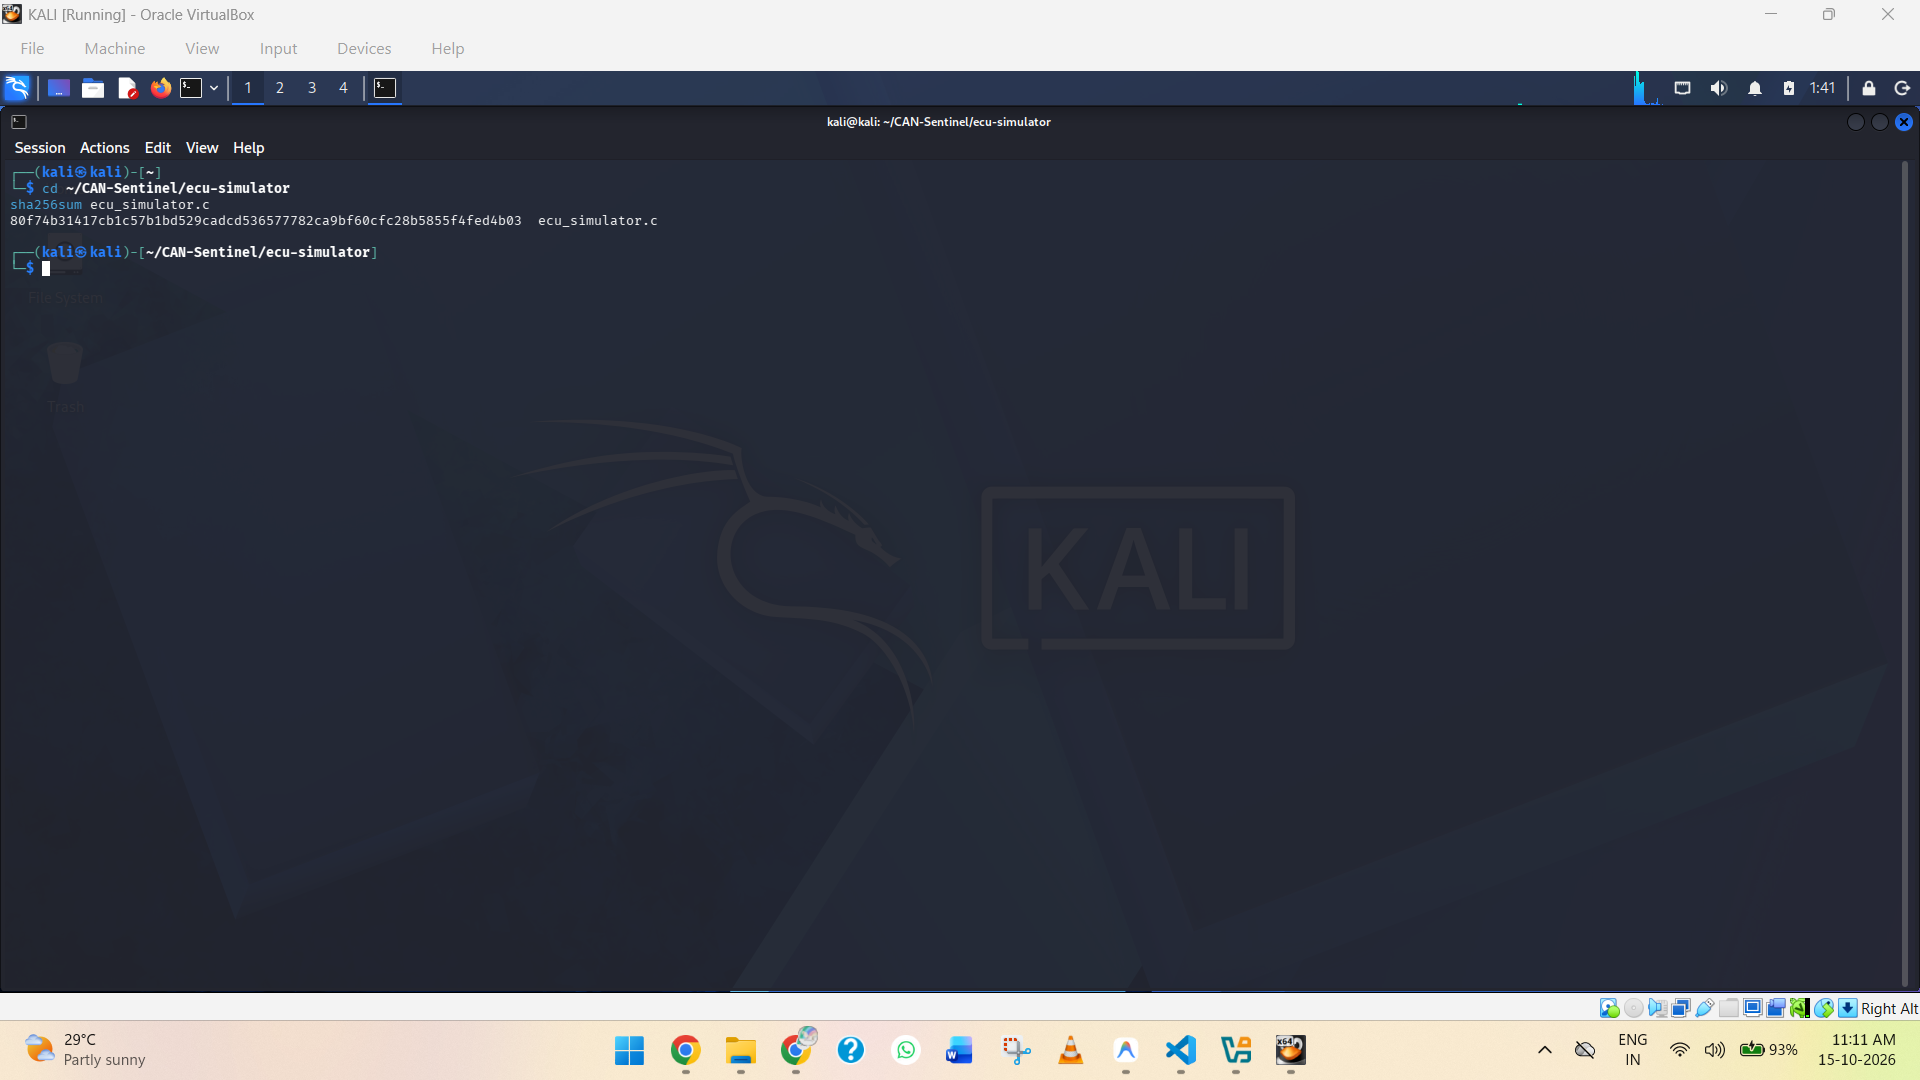 KALI [Running] - Oracle VirtualBox
File Machine View Input Devices Help
1 2 3 4 1:41
kali@kali: ~/CAN-Sentinel/ecu-simulator
Session Actions Edit View Help
┌──(kali㉿kali)-[~]
└─$ cd ~/CAN-Sentinel/ecu-simulator
sha256sum ecu_simulator.c
80f74b31417cb1c57b1bd529cadcd536577782ca9bf60cfc28b5855f4fed4b03  ecu_simulator.c
┌──(kali㉿kali)-[~/CAN-Sentinel/ecu-simulator]
└─$
File System
Trash
KALI
Right Alt
29°C
Partly sunny
ENG
IN
93%
11:11 AM
15-10-2026